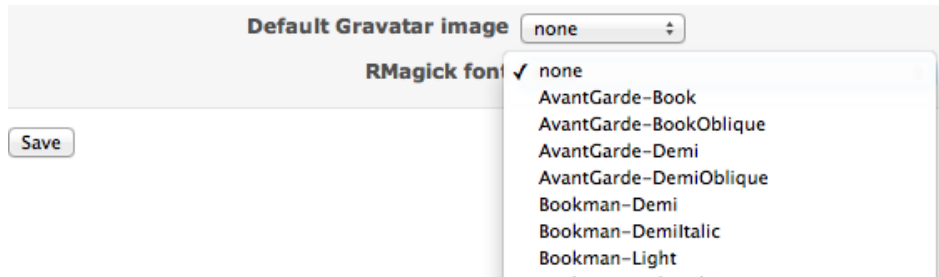 Default Gravatar image none
RMagick font ✓ none
AvantGarde-Book
AvantGarde-BookOblique
Save
AvantGarde-Demi
AvantGarde-DemiOblique
Bookman-Demi
Bookman-DemiItalic
Bookman-Light